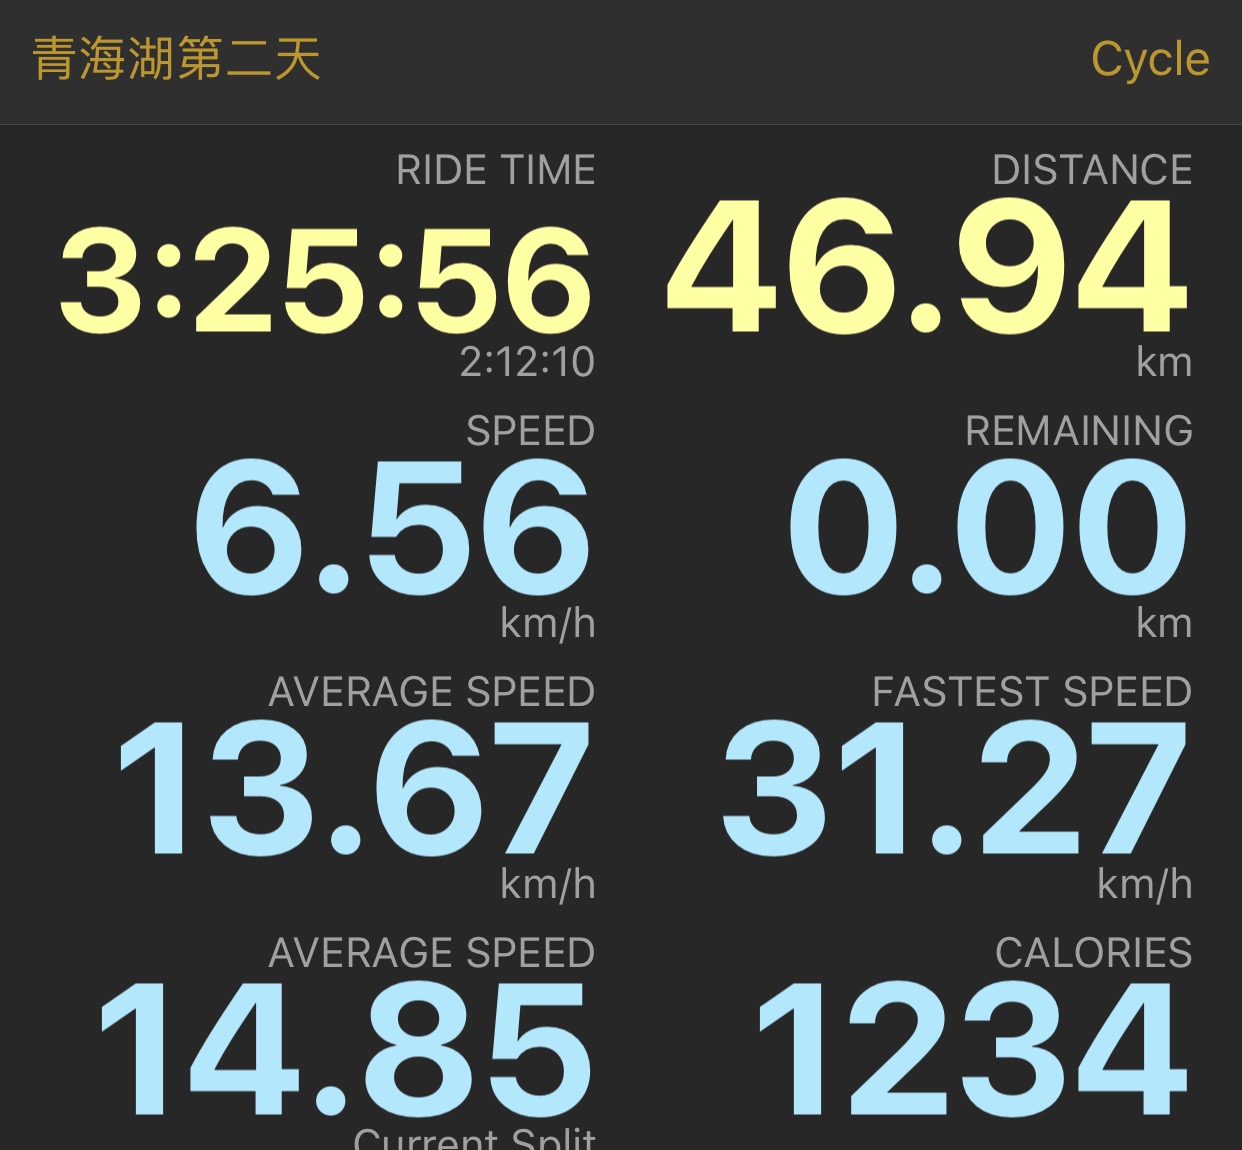 青海湖第二天 Cycle
RIDE TIME DISTANCE
3:25:56 46.94
2:12:10 km
SPEED REMAINING
6.56 0.00
km/h km
AVERAGE SPEED FASTEST SPEED
13.67 31.27
km/h km/h
AVERAGE SPEED CALORIES
14.85 1234
Current Split